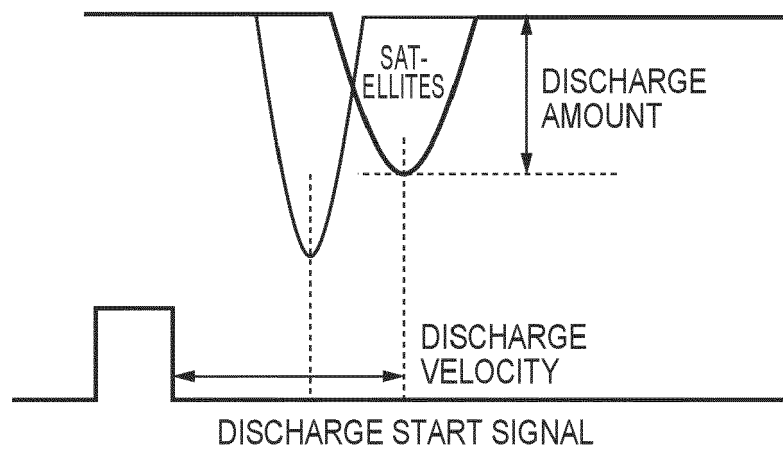 SAT-
ELLITES
DISCHARGE
AMOUNT
DISCHARGE
VELOCITY
DISCHARGE START SIGNAL